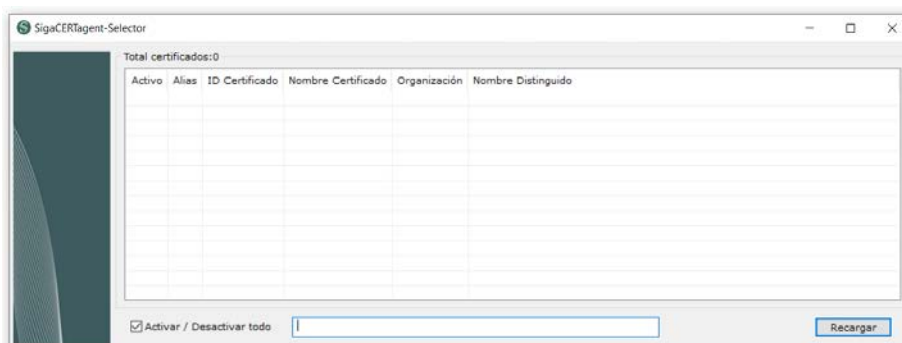 SigaCERTagent-Selector
Total certificados:0
Activo Alias ID Certificado Nombre Certificado Organización Nombre Distinguido
Activar / Desactivar todo
Recargar